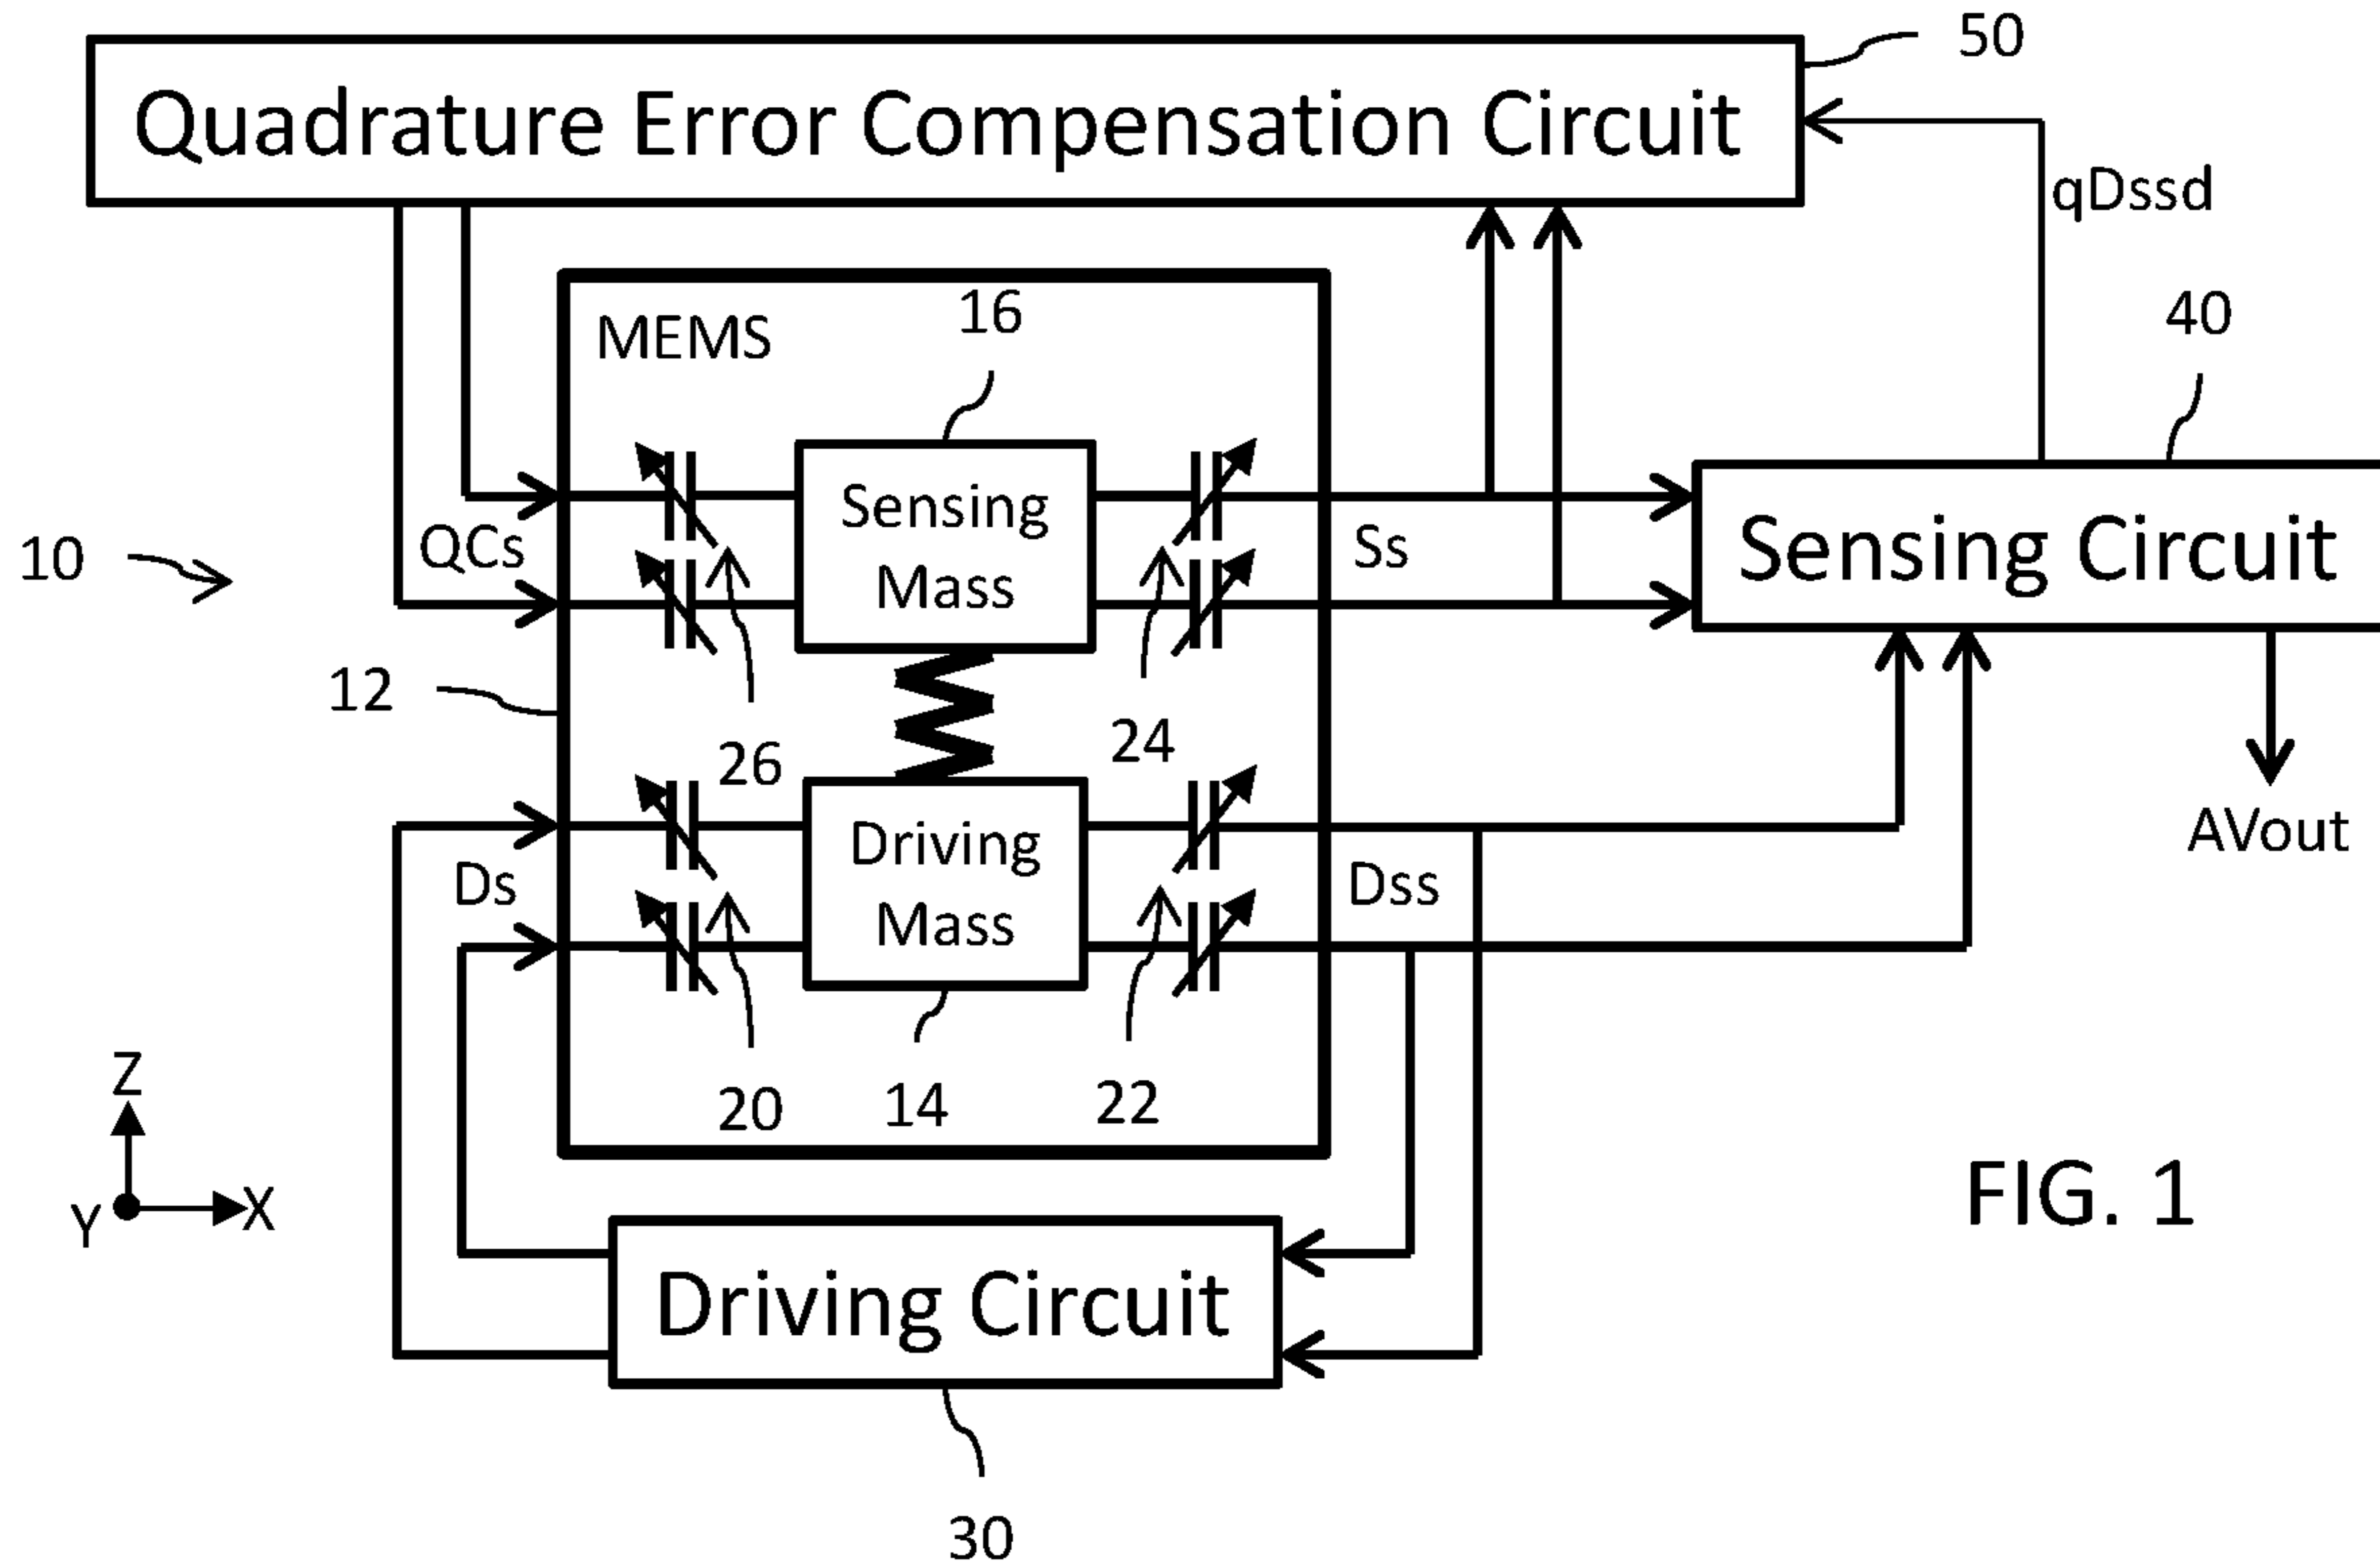 50
Quadrature Error Compensation Circuit
qDssd
MEMS
16
40
Sensing
Mass
QCs
Ss
Sensing Circuit
10
12
26
24
AVout
Driving
Mass
Ds
Dss
20
14
22
Z
Y
X
FIG. 1
Driving Circuit
30